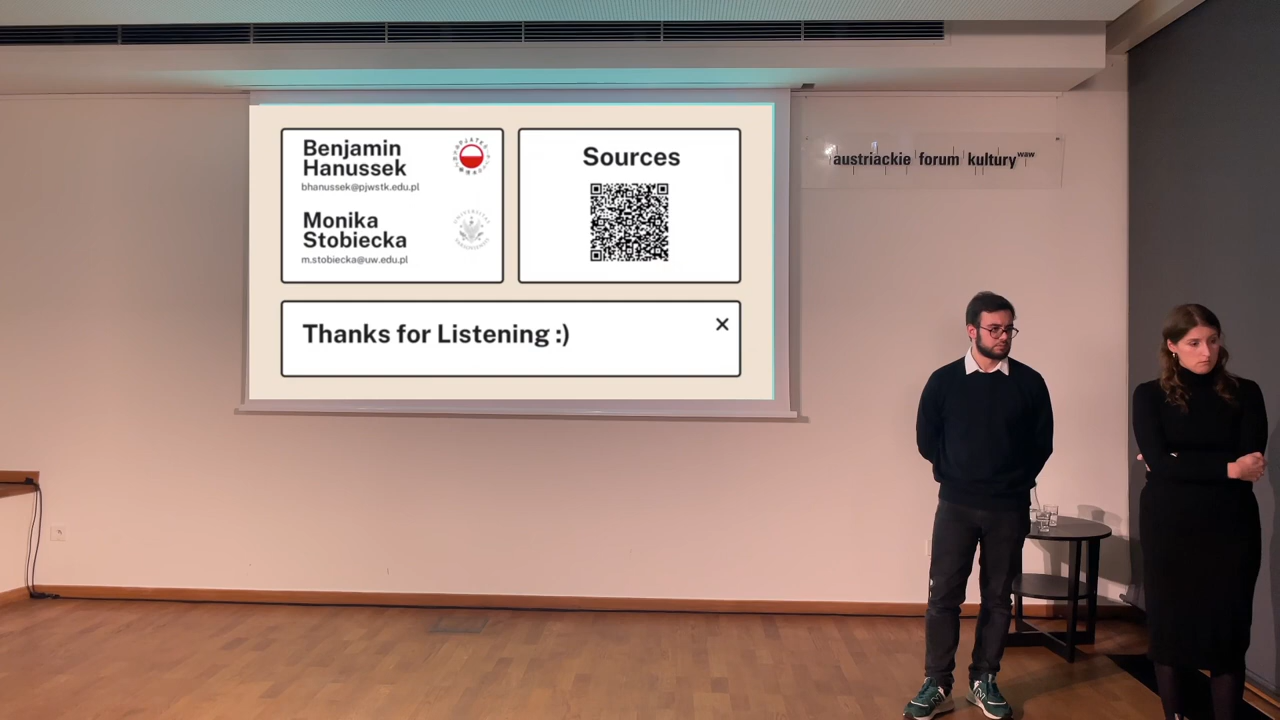 Benjamin
Hanussek
bhanussek@pjwstk.edu.pl
Monika
Stobiecka
m.stobiecka@uw.edu.pl
Sources
Thanks for Listening :)
austriackie forum kultury waw